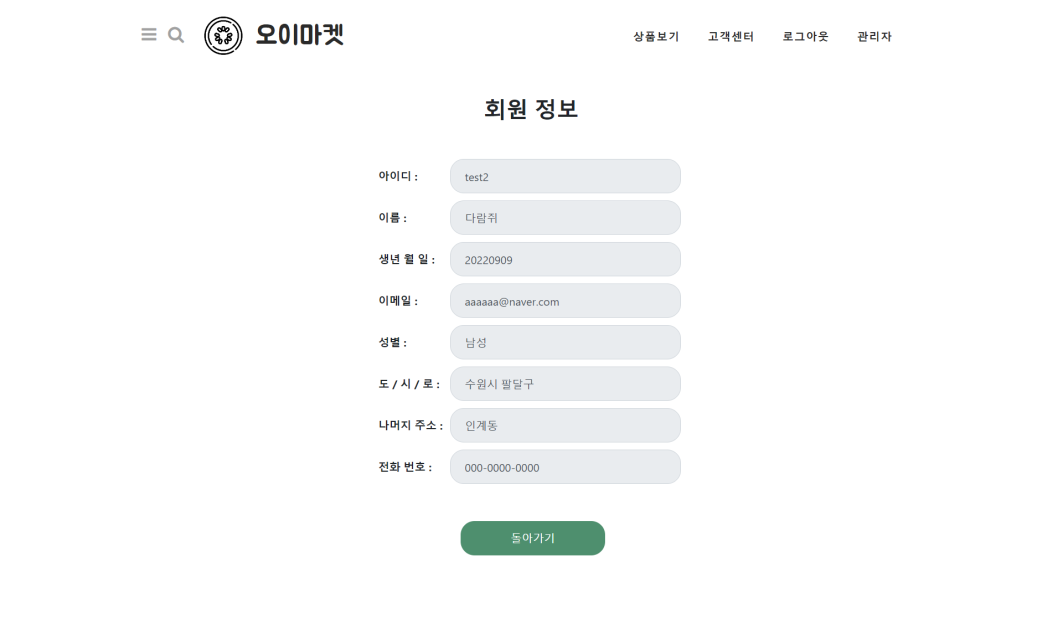 오이마켓
상품보기 고객센터 로그아웃 관리자
회원 정보
아이디 : test2
이름 : 다람쥐
생년 월 일 : 20220909
이메일 : aaaaaa@naver.com
성별 : 남성
도 / 시 / 로 : 수원시 팔달구
나머지 주소 : 인계동
전화 번호 : 000-0000-0000
돌아가기